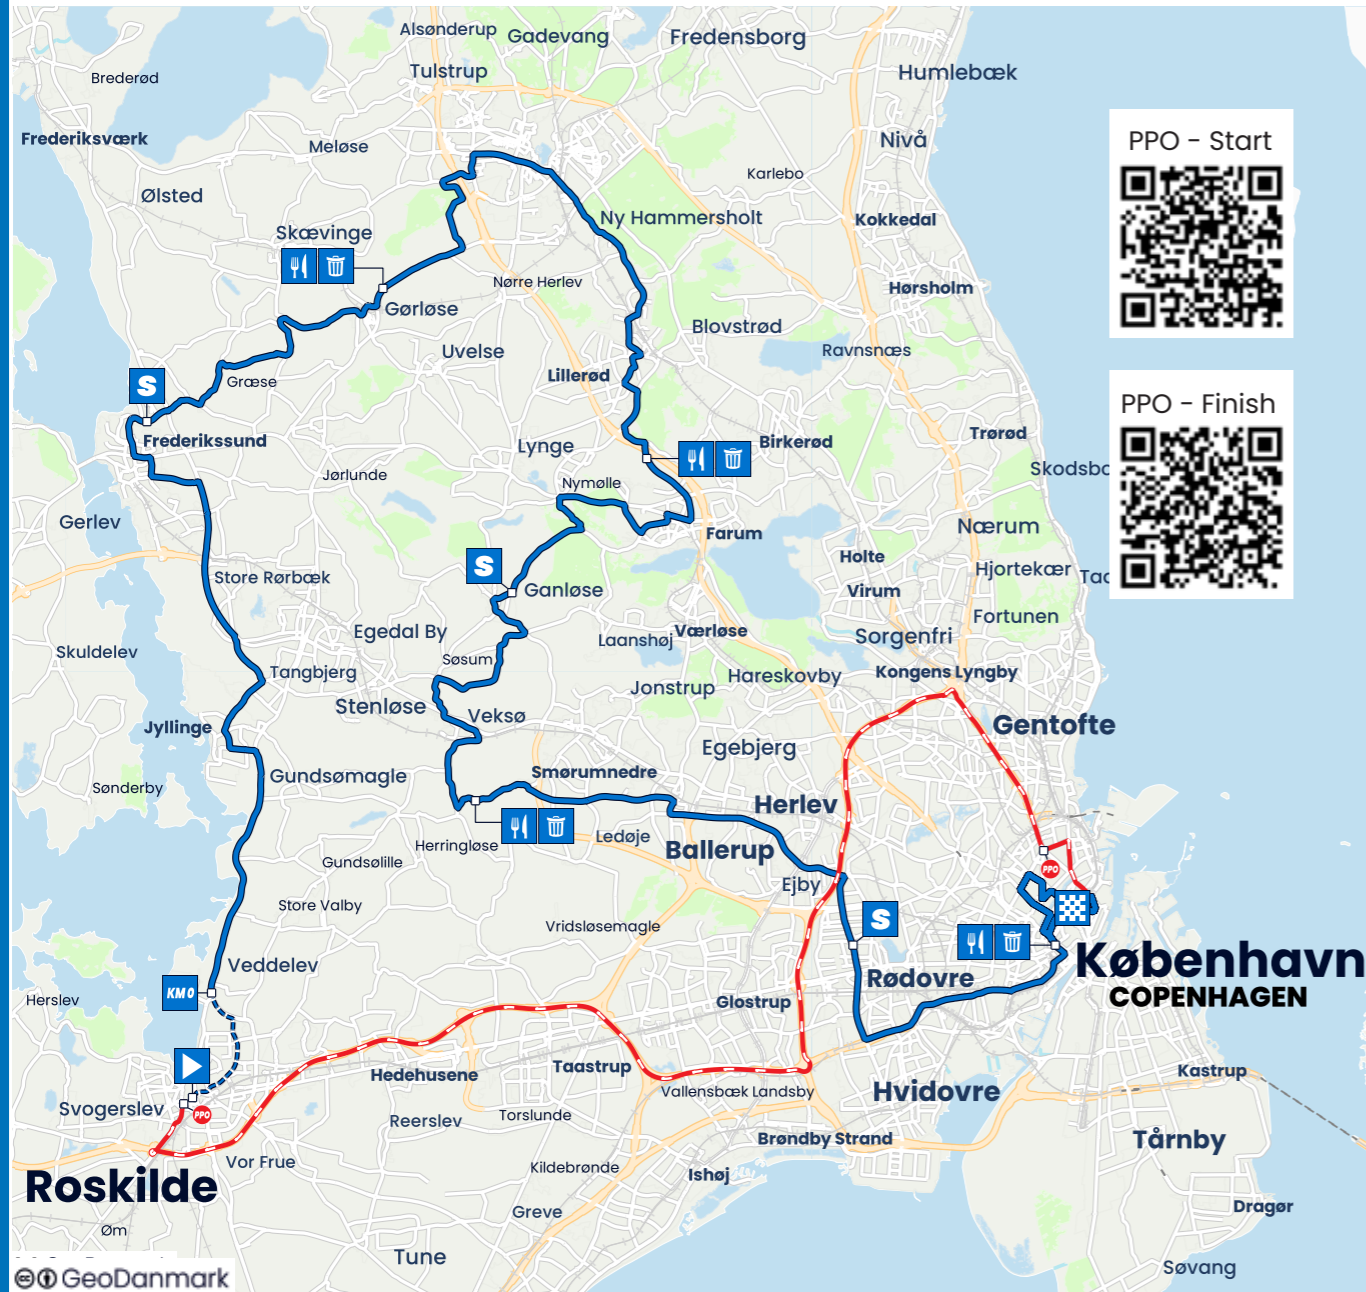 Alsønderup
Gadevang
Fredensborg
Tulstrup
Humlebæk
Brederød
Frederiksværk
Meløse
Nivå
PPO - Start
Karlebo
Ølsted
Ny Hammersholt
Kokkedal
Skævinge
Nørre Herlev
Hørsholm
Gørløse
Blovstrød
Uvelse
Ravnsnæs
Lillerød
Græse
S
PPO - Finish
Frederikssund
Lynge
Birkerød
Trørød
Skodsbo
Jørlunde
Nymølle
Gerlev
Farum
Nærum
Holte
S
Store Rørbæk
Hjortekær
Taa
Ganløse
Virum
Fortunen
Egedal By
Laanshøj
Værløse
Sorgenfri
Skuldelev
Søsum
Tangbjerg
Hareskovby
Kongens Lyngby
Jonstrup
Stenløse
Veksø
Jyllinge
Gentofte
Egebjerg
Gundsømagle
Smørumnedre
Sønderby
Herlev
Ledøje
Herringløse
Ballerup
Gundsølille
PPO
Ejby
Store Valby
S
Vridsløsemagle
Veddelev
København
Rødovre
KM 0
COPENHAGEN
Herslev
Glostrup
Taastrup
Hedehusene
Kastrup
Vallensbæk Landsby
Hvidovre
Svogerslev
PPO
Torslunde
Reerslev
Brøndby Strand
Tårnby
Vor Frue
Kildebrønde
Ishøj
Roskilde
Greve
Dragør
Øm
Tune
Søvang
GeoDanmark